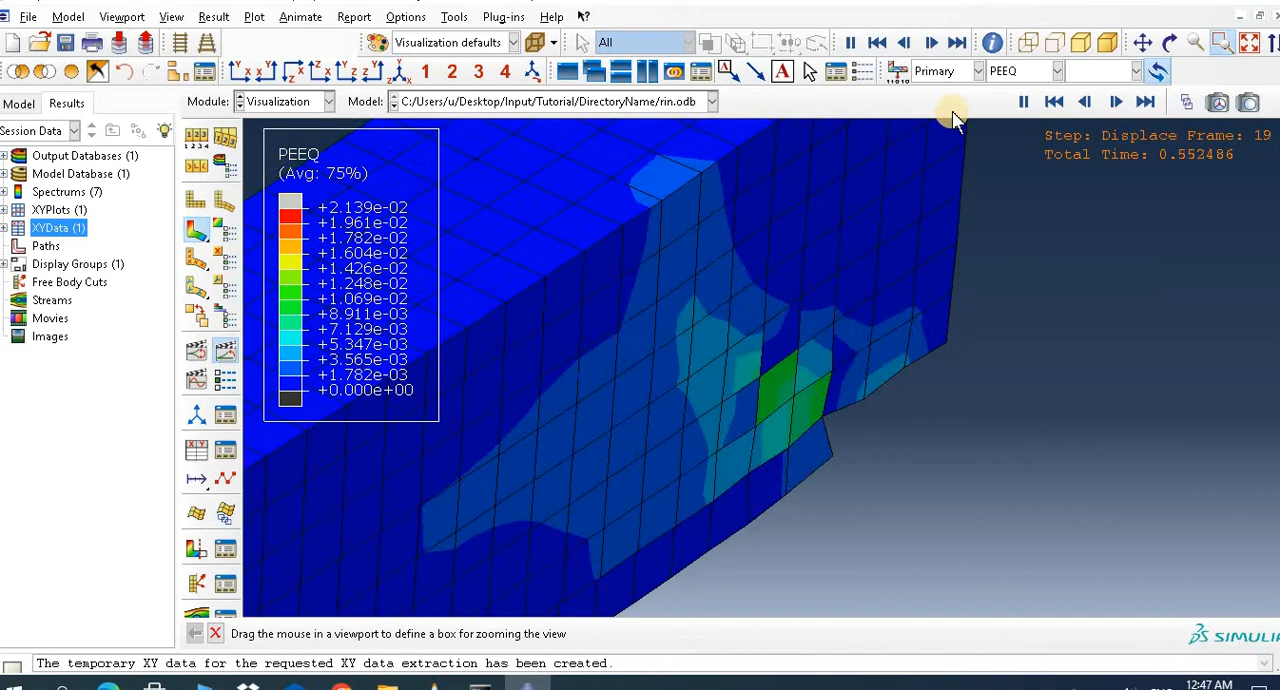 File Model Viewport View Result Plot Animate Report Options Tools Plug-ins Help
Visualization defaults All
1 2 3 4 A A Primary PEEQ
Model Results Module: Visualization Model: C:/Users/u/Desktop/Input/Tutorial/DirectoryName/rin.odb
Session Data
Output Databases (1)
Model Database (1)
Spectrums (7)
XYPlots (1)
XYData (1)
Paths
Display Groups (1)
Free Body Cuts
Streams
Movies
Images
PEEQ
(Avg: 75%)
+2.139e-02
+1.961e-02
+1.782e-02
+1.604e-02
+1.426e-02
+1.248e-02
+1.069e-02
+8.911e-03
+7.129e-03
+5.347e-03
+3.565e-03
+1.782e-03
+0.000e+00
Step: Displace Frame: 19
Total Time: 0.552486
Drag the mouse in a viewport to define a box for zooming the view
SIMULIA
The temporary XY data for the requested XY data extraction has been created.
12:47 AM